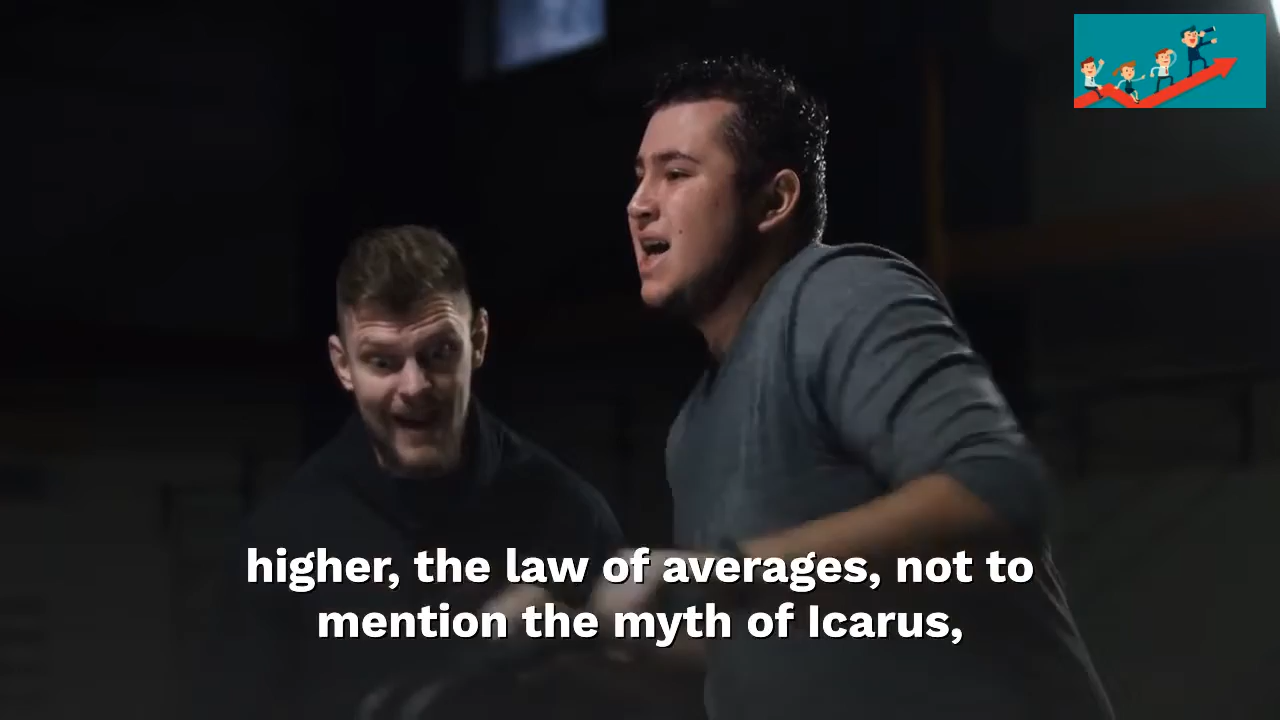 higher, the law of averages, not to
mention the myth of Icarus,